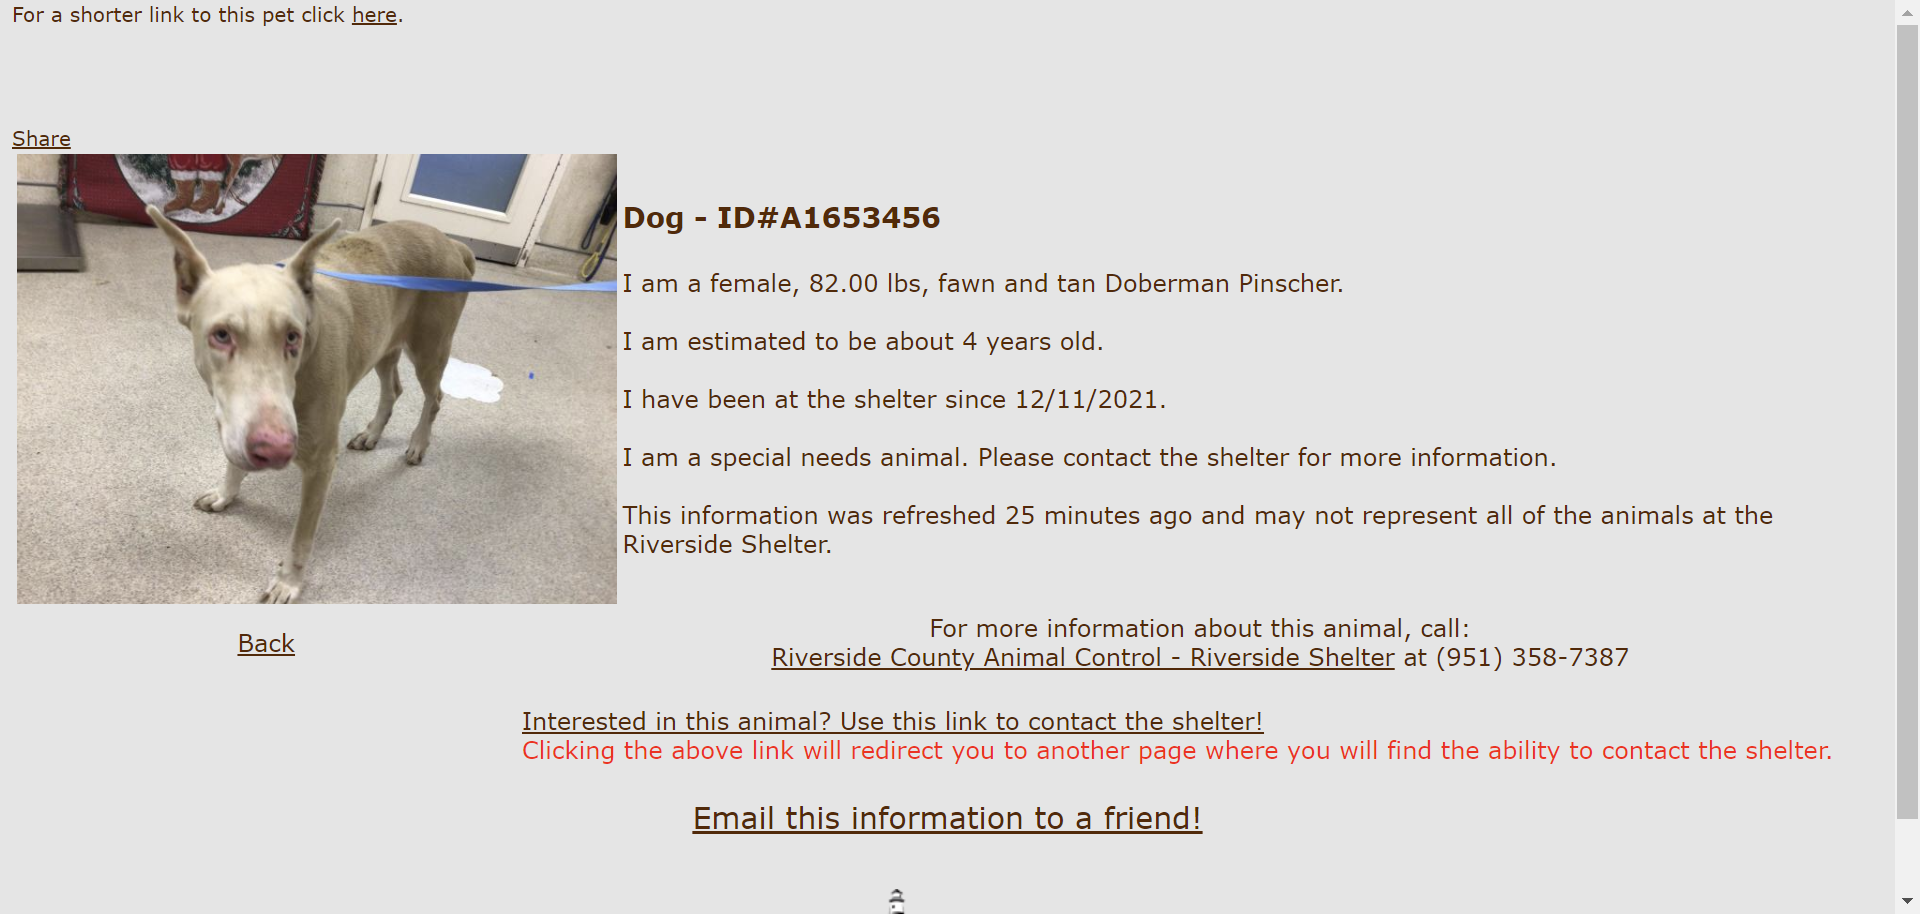 For a shorter link to this pet click here.
Share
Dog - ID#A1653456
I am a female, 82.00 lbs, fawn and tan Doberman Pinscher.
I am estimated to be about 4 years old.
I have been at the shelter since 12/11/2021.
I am a special needs animal. Please contact the shelter for more information.
This information was refreshed 25 minutes ago and may not represent all of the animals at the
Riverside Shelter.
Back
For more information about this animal, call:
Riverside County Animal Control - Riverside Shelter at (951) 358-7387
Interested in this animal? Use this link to contact the shelter!
Clicking the above link will redirect you to another page where you will find the ability to contact the shelter.
Email this information to a friend!